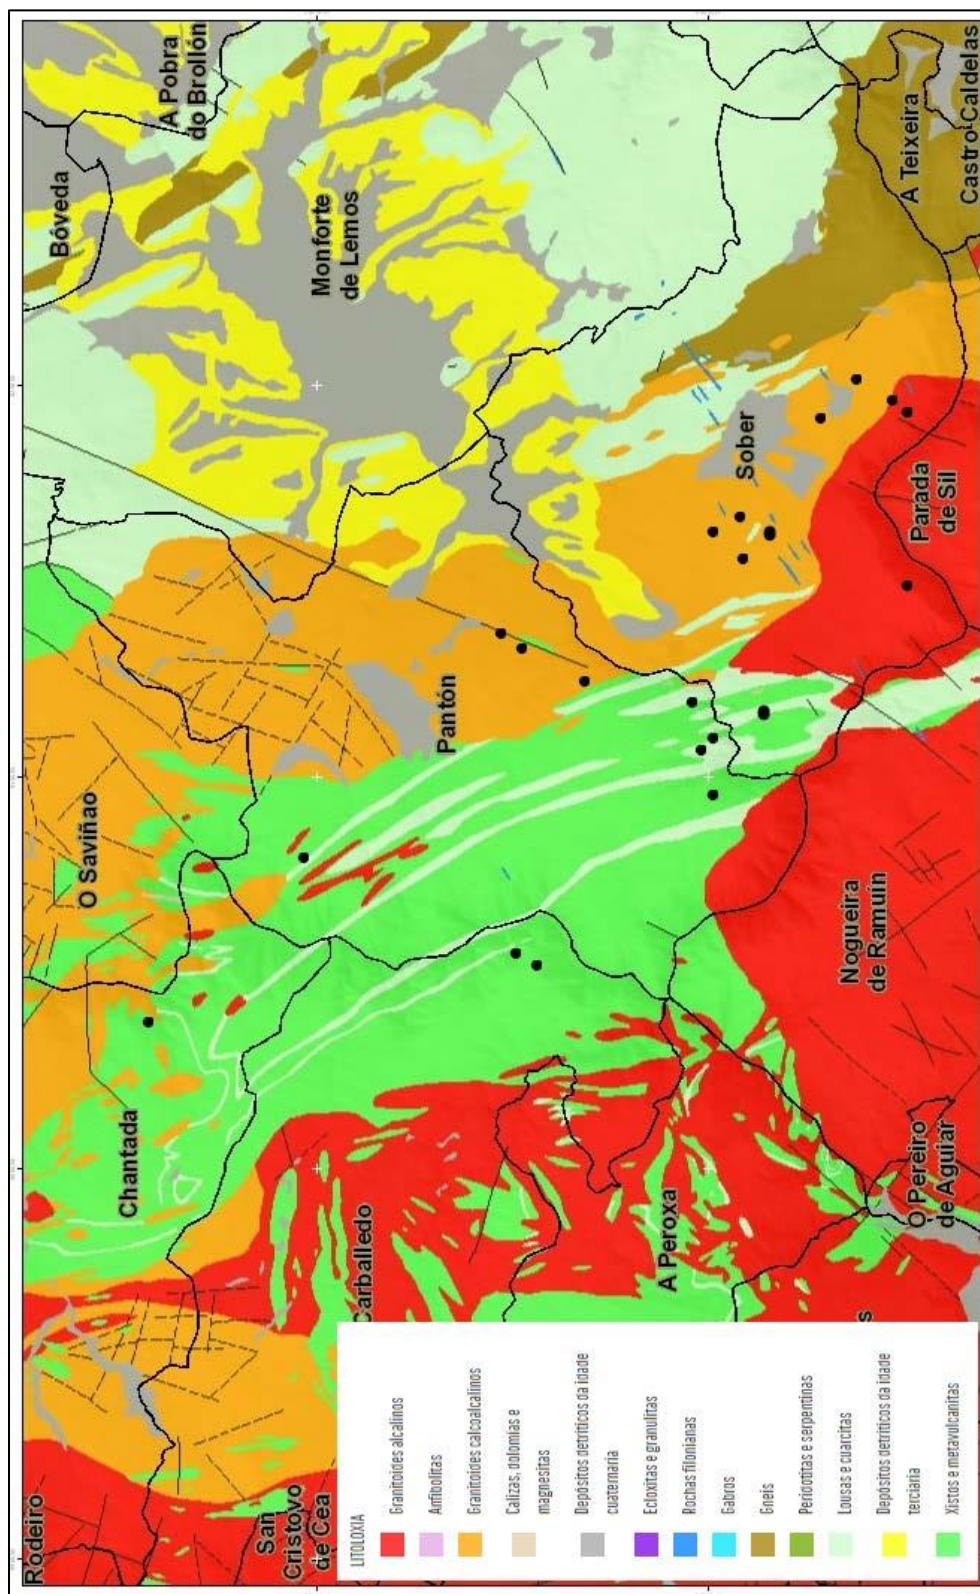 Rodeiro
San
Cristovo
de Cea
Chantada
O Saviñao
Bóveda
A Pobra
do Brollón
Carballedo
Pantón
Monforte
de Lemos
A Peroxa
Sober
O Pereiro
de Aguiar
Nogueira
de Ramuín
Parada
de Sil
A Teixeira
Castro Caldelas
s
LITOLOXIA
Granitoides alcalinos
Anfibolitas
Granitoides calcoalcalinos
Calizas, dolomias e
magnesitas
Depósitos detríticos da idade
cuaternaria
Ecloxitas e granulitas
Rochas filonianas
Gabros
Gneis
Peridotitas e serpentinas
Lousas e cuarcitas
Depósitos detríticos da idade
terciaria
Xistos e metavulcanitas